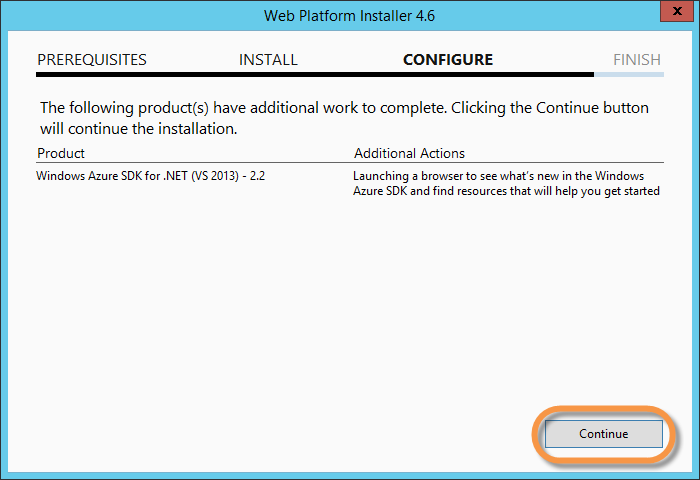 Web Platform Installer 4.6
x
PREREQUISITES INSTALL CONFIGURE FINISH
The following product(s) have additional work to complete. Clicking the Continue button
will continue the installation.
Product Additional Actions
Windows Azure SDK for .NET (VS 2013) - 2.2 Launching a browser to see what's new in the Windows
Azure SDK and find resources that will help you get started
Continue